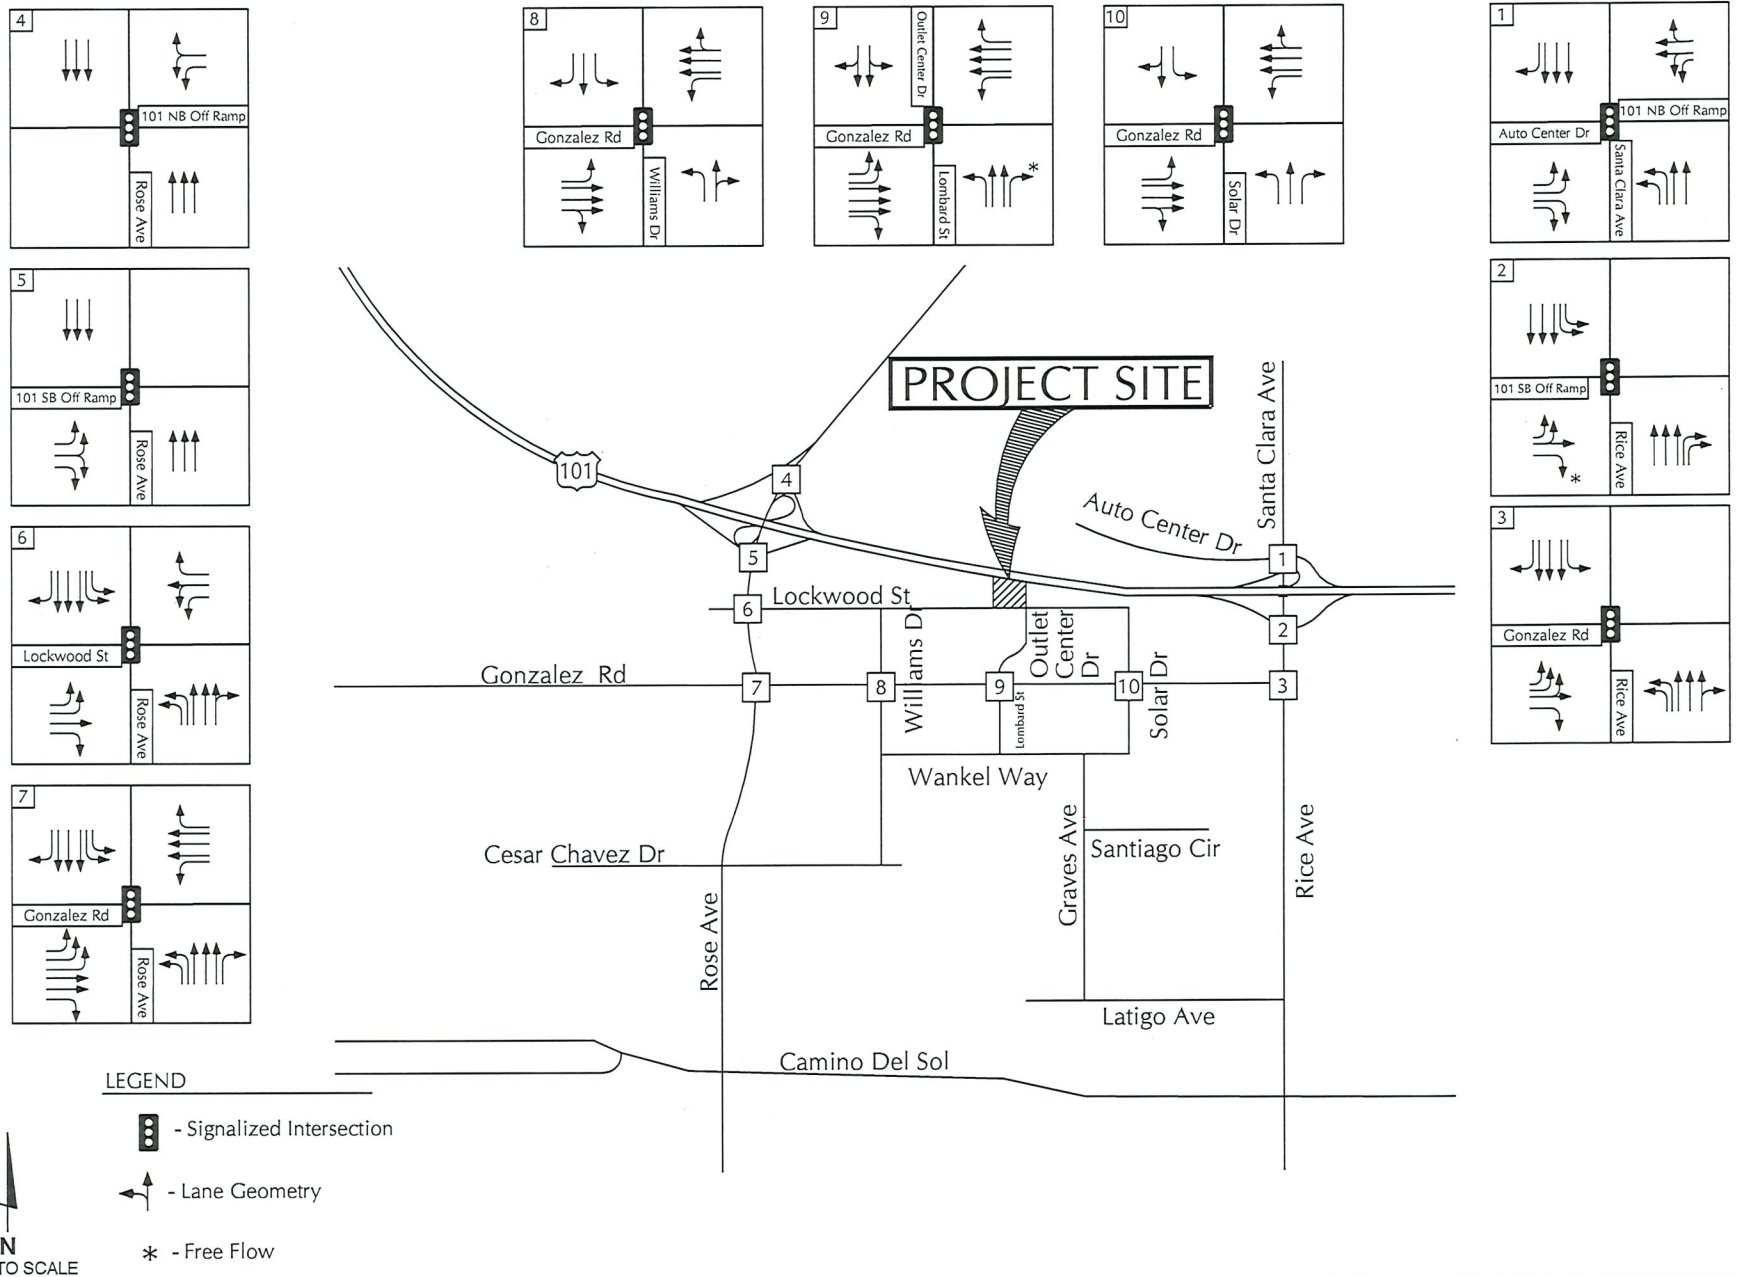 4
101 NB Off Ramp
Rose Ave
8
Gonzalez Rd
Williams Dr
9
Outlet Center Dr
Gonzalez Rd
Lombard St
*
10
Gonzalez Rd
Solar Dr
1
101 NB Off Ramp
Auto Center Dr
Santa Clara Ave
5
101 SB Off Ramp
Rose Ave
2
101 SB Off Ramp
Rice Ave
*
6
Lockwood St
Rose Ave
3
Gonzalez Rd
Rice Ave
7
Gonzalez Rd
Rose Ave
PROJECT SITE
Santa Clara Ave
101
4
Auto Center Dr
5
1
6
Lockwood St
2
Williams Dr
Outlet
Center
Dr
Gonzalez Rd
7
8
9
10
3
Solar Dr
Lombard St
Wankel Way
Cesar Chavez Dr
Graves Ave
Santiago Cir
Rice Ave
Rose Ave
Latigo Ave
Camino Del Sol
LEGEND
- Signalized Intersection
- Lane Geometry
* - Free Flow
N
TO SCALE